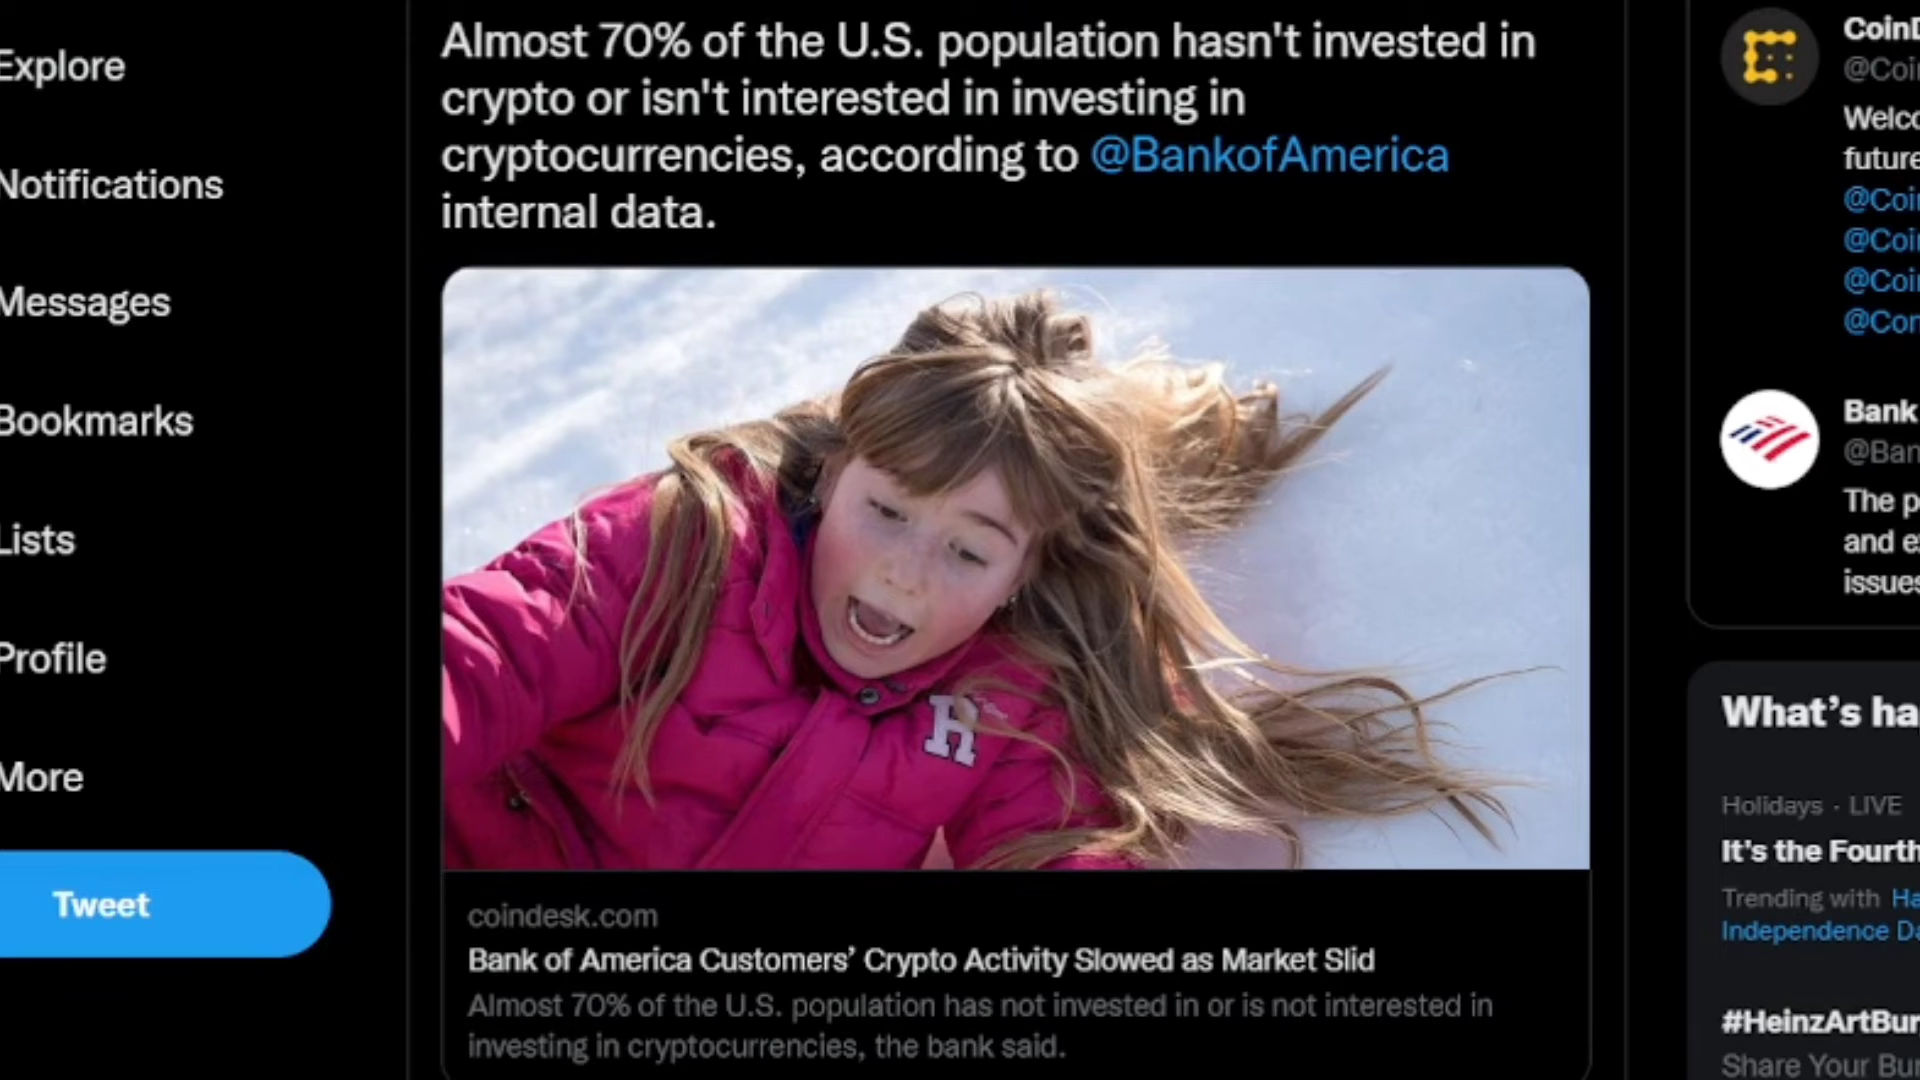 Explore
Notifications
Messages
Bookmarks
Lists
Profile
More
Tweet
Almost 70% of the U.S. population hasn't invested in
crypto or isn't interested in investing in
cryptocurrencies, according to @BankofAmerica
internal data.
R
coindesk.com
Bank of America Customers’ Crypto Activity Slowed as Market Slid
Almost 70% of the U.S. population has not invested in or is not interested in
investing in cryptocurrencies, the bank said.
CoinD
@Coin
Welco
future
@Coin
@Coin
@Coin
@Con
Bank
@Ban
The p
and e
issues
What’s ha
Holidays · LIVE
It's the Fourth
Trending with Ha
Independence Da
#HeinzArtBur
Share Your Bur